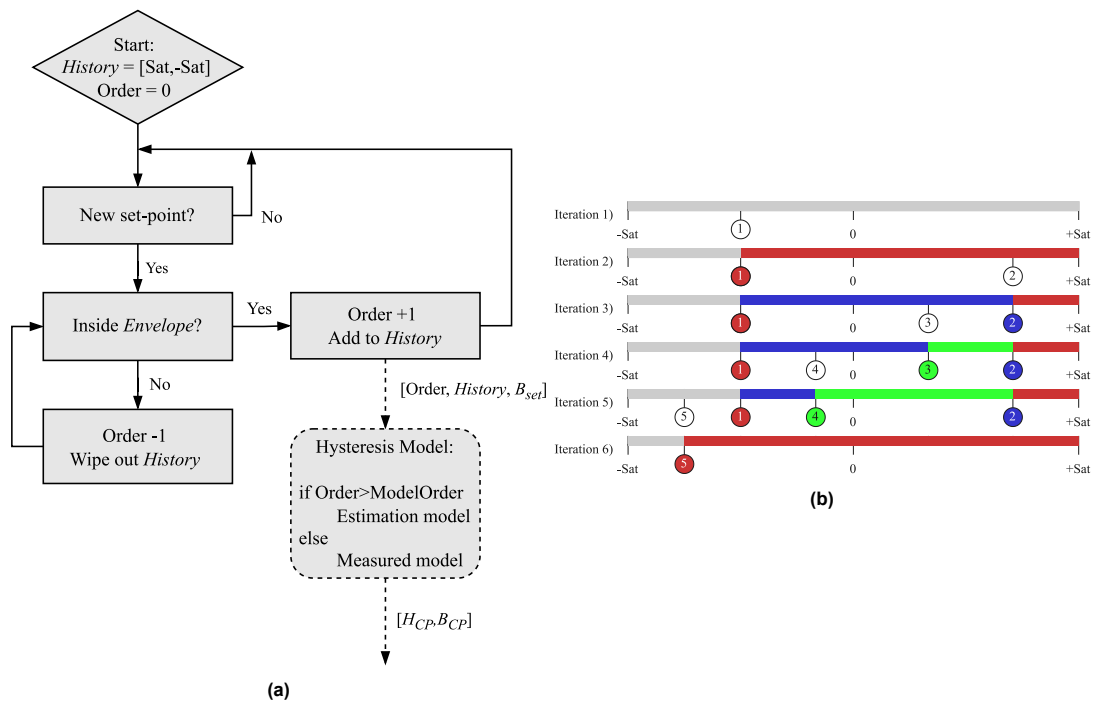 Start:
History = [Sat,-Sat]
Order = 0
New set-point?
No
Yes
Inside Envelope?
Yes
Order +1
Add to History
No
[Order, History, B_set]
Order -1
Wipe out History
Hysteresis Model:
if Order>ModelOrder
Estimation model
else
Measured model
[H_CP,B_CP]
(a)
Iteration 1)
-Sat
1
0
+Sat
Iteration 2)
-Sat
1
0
2
+Sat
Iteration 3)
-Sat
1
0
3
2
+Sat
Iteration 4)
-Sat
1
4
0
3
2
+Sat
Iteration 5)
-Sat
5
1
4
0
2
+Sat
Iteration 6)
-Sat
5
0
+Sat
(b)